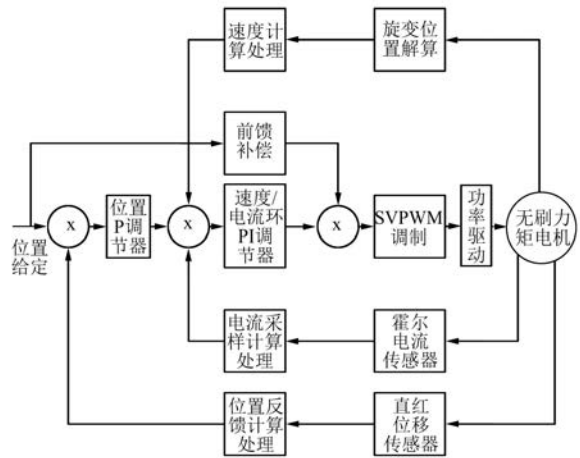 速度计
算处理
旋变位
置解算
前馈
补偿
x
位置
P调
节器
x
速度/
电流环
PI调
节器
x
SVPWM
调制
功
率
驱
动
无刷力
矩电机
位置
给定
电流采
样计算
处理
霍尔
电流
传感器
位置反
馈计算
处理
直红
位移
传感器